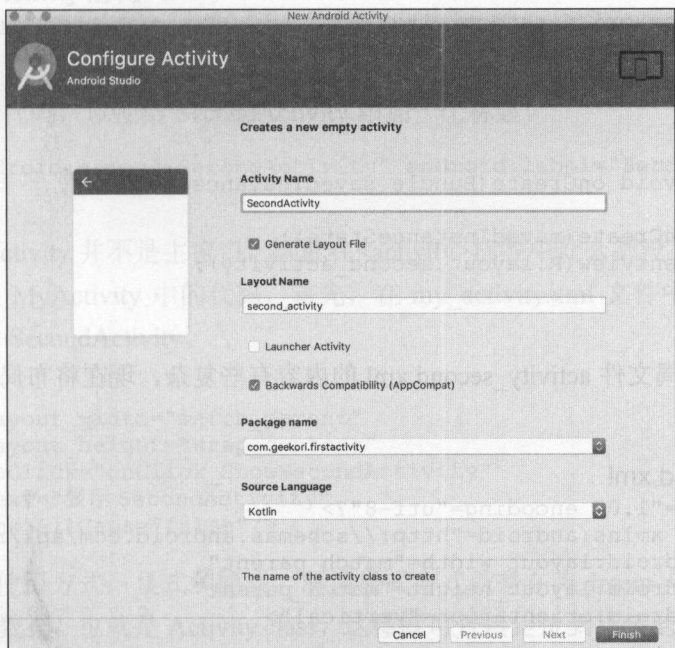 New Android Activity
Configure Activity
Android Studio
Creates a new empty activity
Activity Name
SecondActivity
Generate Layout File
Layout Name
second_activity
Launcher Activity
Backwards Compatibility (AppCompat)
Package name
com.geekori.firstactivity
Source Language
Kotlin
The name of the activity class to create
Cancel
Previous
Next
Finish